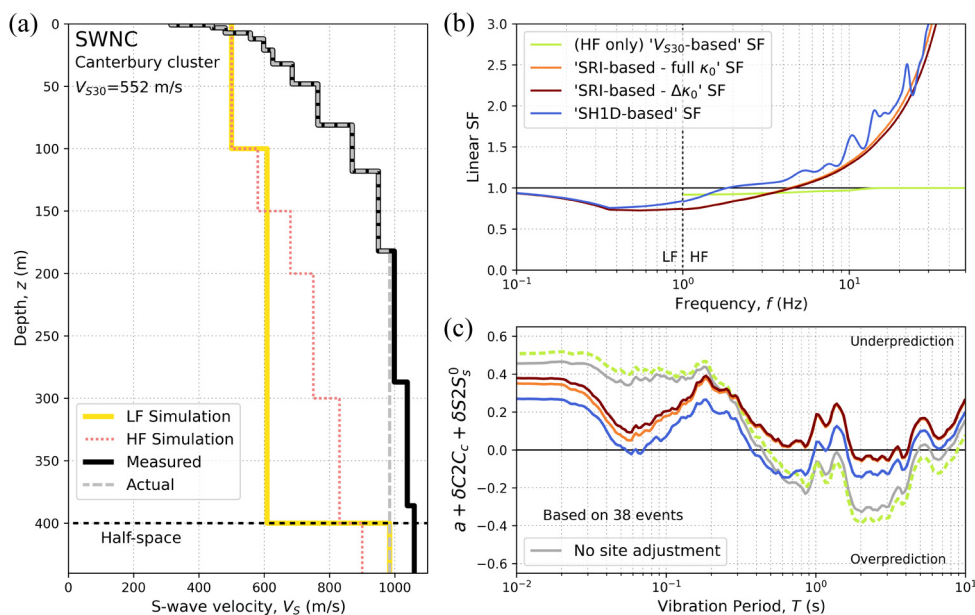 (a)
SWNC
Canterbury cluster
V_{S30}=552 m/s
0
50
100
150
200
250
300
350
400
Depth, z (m)
LF Simulation
HF Simulation
Measured
Actual
Half-space
0 200 400 600 800 1000
S-wave velocity, V_S (m/s)
(b)
3.0
2.5
2.0
1.5
1.0
0.5
0.0
Linear SF
(HF only) 'V_{S30}-based' SF
'SRI-based - full κ_0' SF
'SRI-based - Δκ_0' SF
'SH1D-based' SF
LF HF
10^{-1} 10^0 10^1
Frequency, f (Hz)
(c)
0.6
0.4
0.2
0.0
−0.2
−0.4
−0.6
a + δC2C_c + δS2S_s^0
Underprediction
Based on 38 events
No site adjustment
Overprediction
10^{-2} 10^{-1} 10^0 10^1
Vibration Period, T (s)